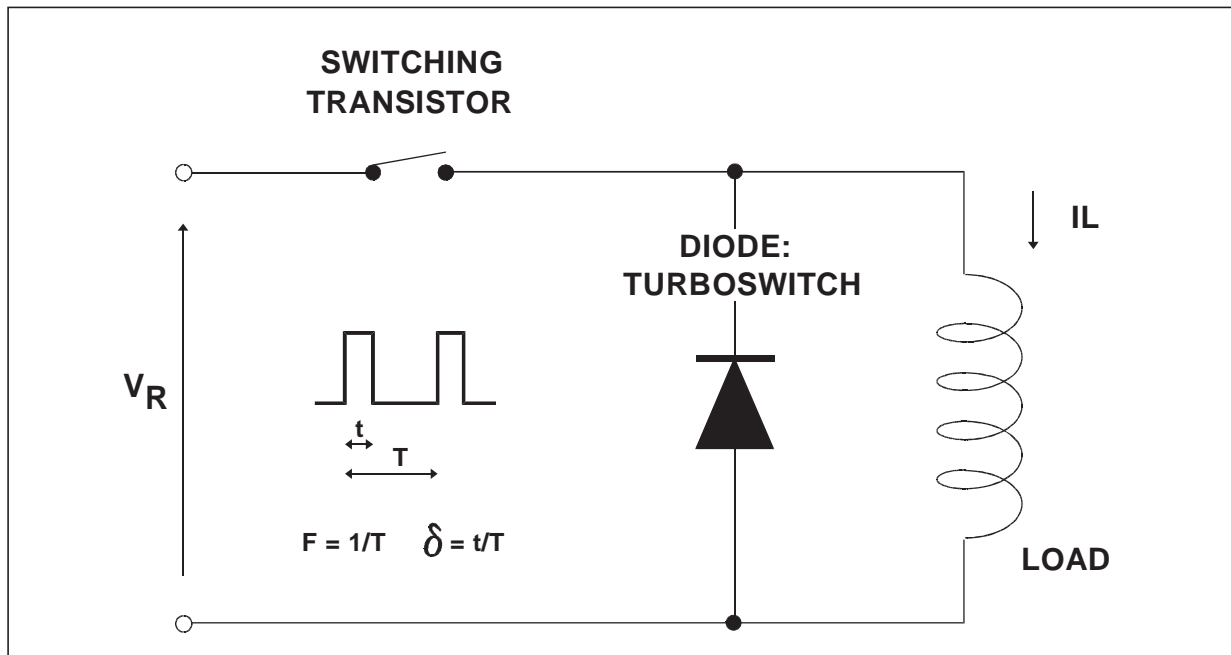 SWITCHING
TRANSISTOR
IL
DIODE:
TURBOSWITCH
VR
t
T
F = 1/T δ = t/T
LOAD